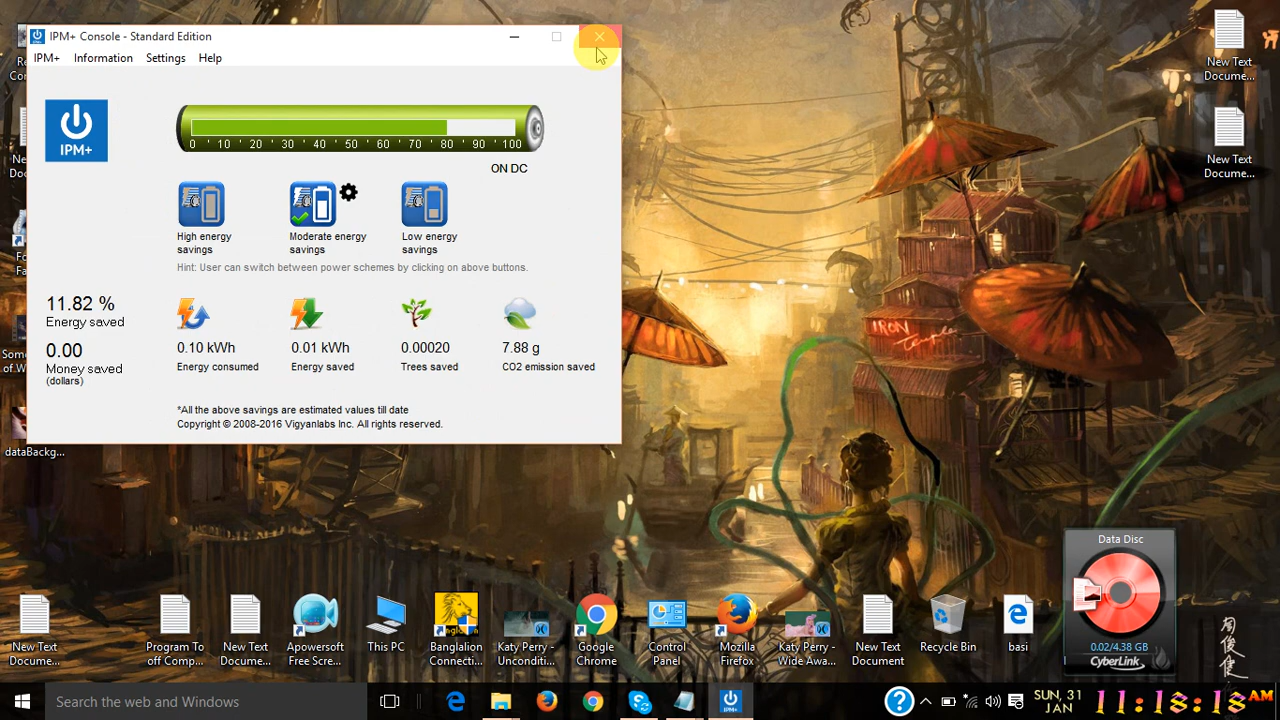 IPM+ Console - Standard Edition
IPM+ Information Settings Help
IPM+
0 10 20 30 40 50 60 70 80 90 100
ON DC
High energy savings
Moderate energy savings
Low energy savings
Hint: User can switch between power schemes by clicking on above buttons.
11.82 %
Energy saved
0.00
Money saved
(dollars)
0.10 kWh
Energy consumed
0.01 kWh
Energy saved
0.00020
Trees saved
7.88 g
CO2 emission saved
*All the above savings are estimated values till date
Copyright © 2008-2016 Vigyanlabs Inc. All rights reserved.
New Text
Docume...
New Text
Docume...
IRON
Temple
dataBackg...
Data Disc
0.02/4.38 GB
CyberLink
New Text
Docume...
Program To
off Comp...
New Text
Docume...
Apowersoft
Free Scre...
This PC
Banglalion
Connecti...
Katy Perry -
Unconditi...
Google
Chrome
Control
Panel
Mozilla
Firefox
Katy Perry -
Wide Awa...
New Text
Document
Recycle Bin
basi
Search the web and Windows
SUN, 31
JAN
11:18:18 AM